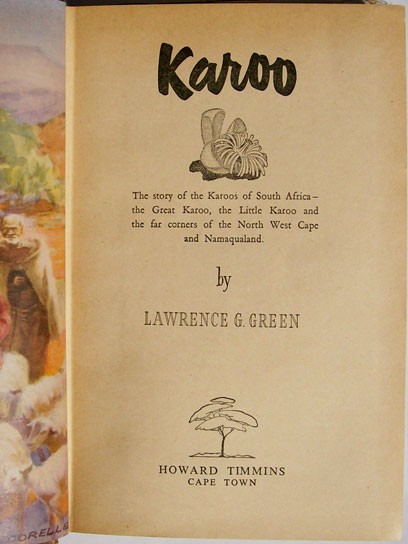 Karoo
The story of the Karoos of South Africa—
the Great Karoo, the Little Karoo and
the far corners of the North West Cape
and Namaqualand.
by
LAWRENCE G. GREEN
HOWARD TIMMINS
CAPE TOWN